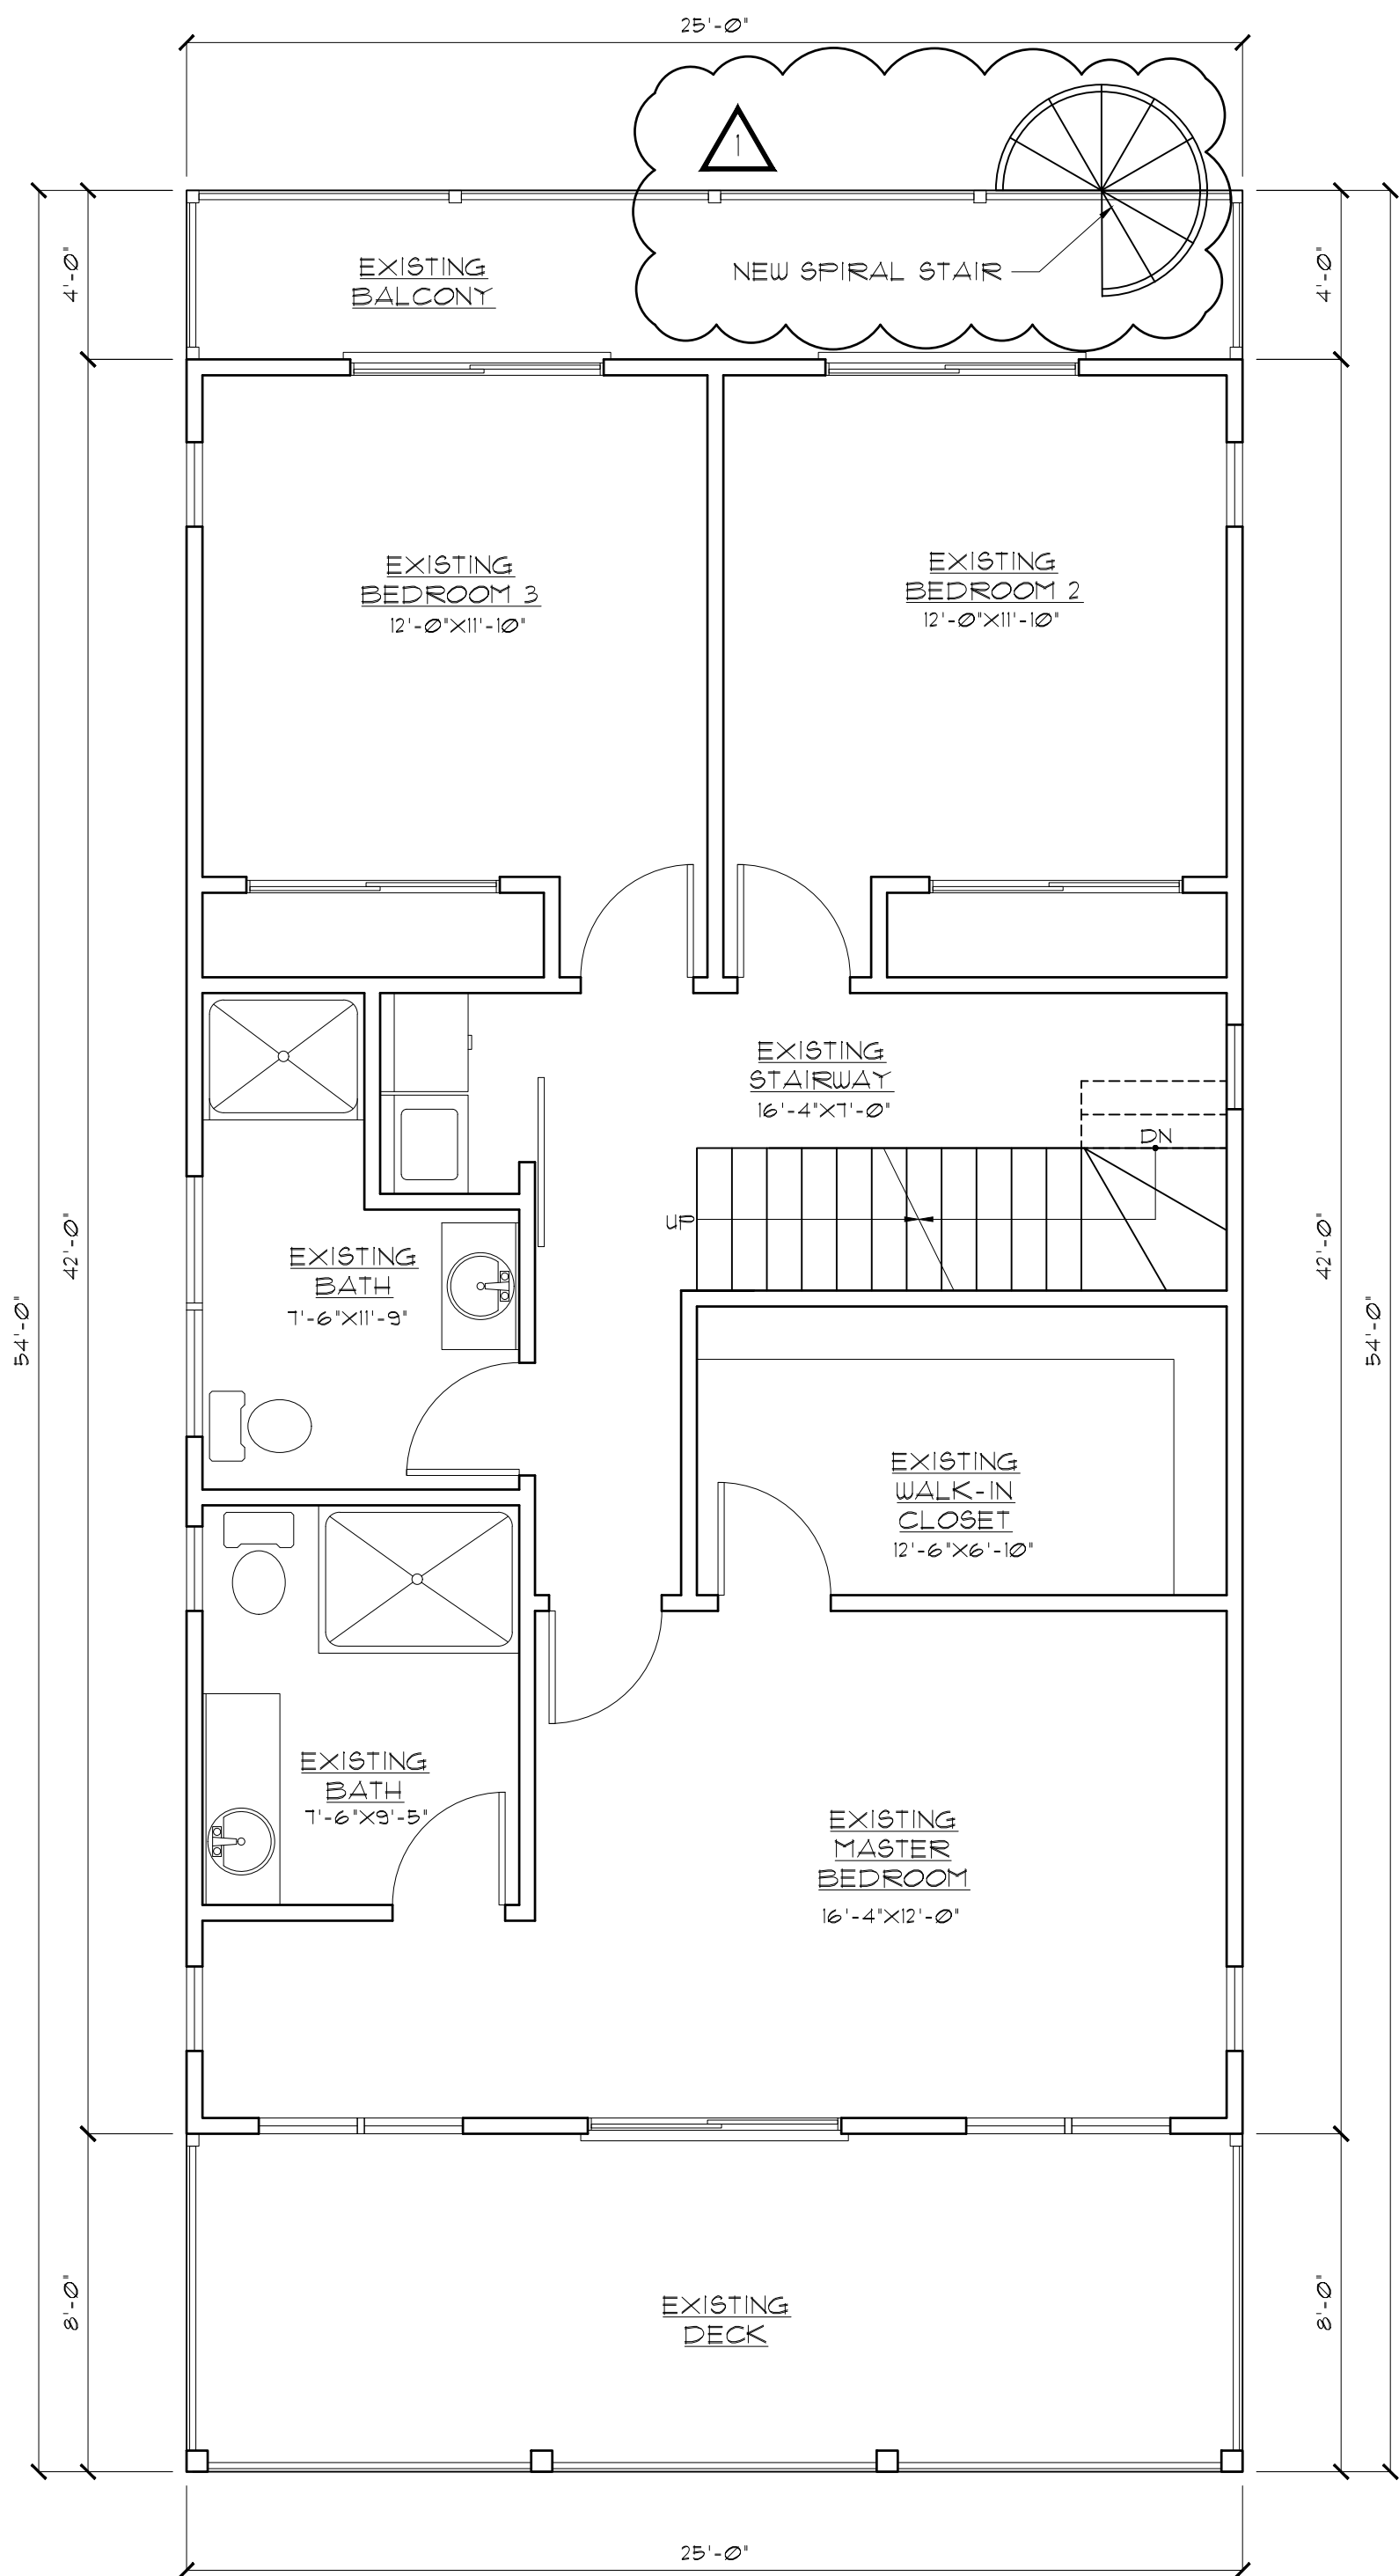 25'-0"
1
4'-0"
4'-0"
EXISTING
BALCONY
NEW SPIRAL STAIR
EXISTING
BEDROOM 3
12'-0"X11'-10"
EXISTING
BEDROOM 2
12'-0"X11'-10"
EXISTING
STAIRWAY
16'-4"X7'-0"
DN
UP
42'-0"
42'-0"
EXISTING
BATH
7'-6"X11'-9"
54'-0"
54'-0"
EXISTING
WALK-IN
CLOSET
12'-6"X6'-10"
EXISTING
BATH
7'-6"X9'-5"
EXISTING
MASTER
BEDROOM
16'-4"X12'-0"
8'-0"
8'-0"
EXISTING
DECK
25'-0"